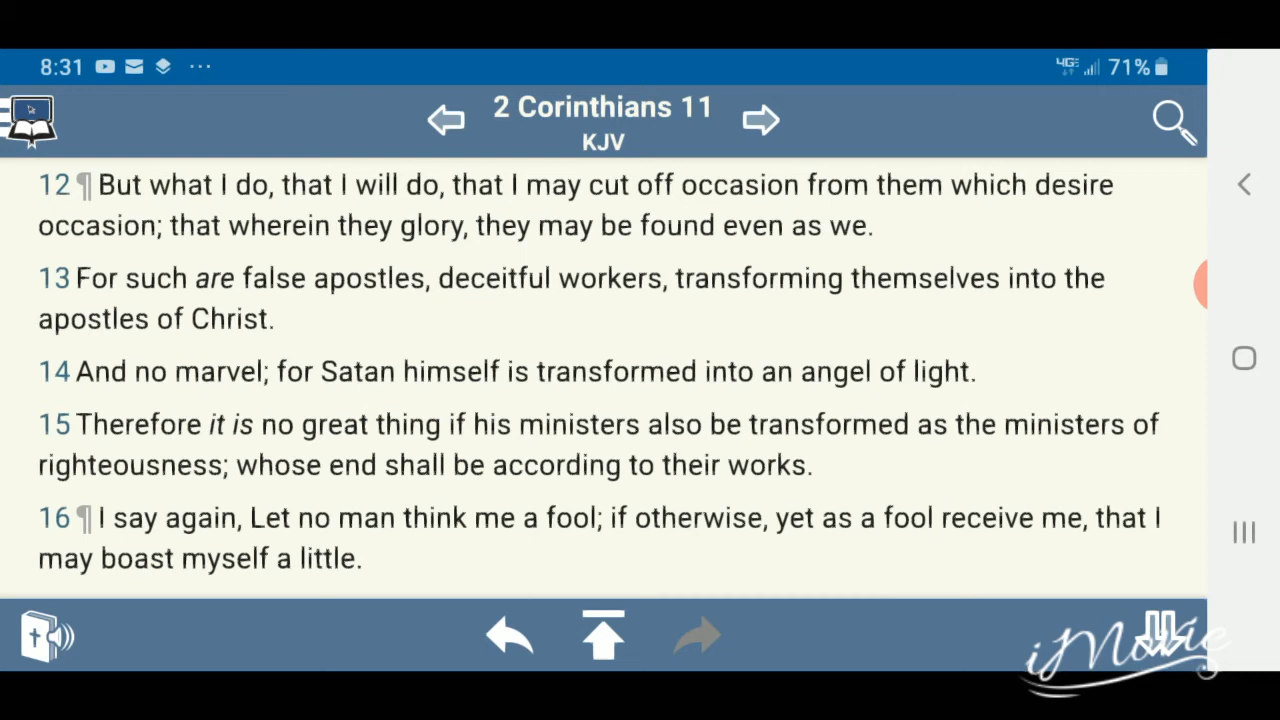 8:31 ... 4GE 71%
2 Corinthians 11
KJV
12 ¶ But what I do, that I will do, that I may cut off occasion from them which desire
occasion; that wherein they glory, they may be found even as we.
13 For such are false apostles, deceitful workers, transforming themselves into the
apostles of Christ.
14 And no marvel; for Satan himself is transformed into an angel of light.
15 Therefore it is no great thing if his ministers also be transformed as the ministers of
righteousness; whose end shall be according to their works.
16 ¶ I say again, Let no man think me a fool; if otherwise, yet as a fool receive me, that I
may boast myself a little.
iMovie